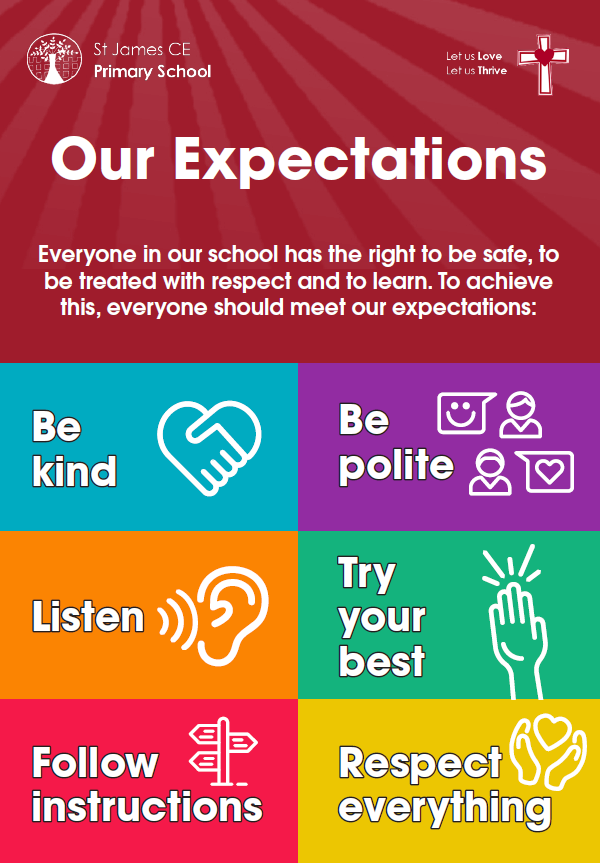 St James CE
Primary School
Let us Love
Let us Thrive
Our Expectations
Everyone in our school has the right to be safe, to
be treated with respect and to learn. To achieve
this, everyone should meet our expectations:
Be
kind
Be
polite
Listen
Try
your
best
Follow
instructions
Respect
everything